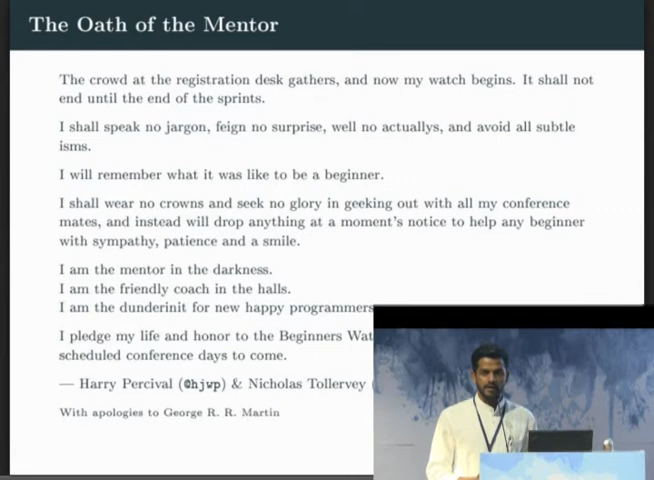 The Oath of the Mentor
The crowd at the registration desk gathers, and now my watch begins. It shall not
end until the end of the sprints.
I shall speak no jargon, feign no surprise, well no actuallys, and avoid all subtle
isms.
I will remember what it was like to be a beginner.
I shall wear no crowns and seek no glory in geeking out with all my conference
mates, and instead will drop anything at a moment's notice to help any beginner
with sympathy, patience and a smile.
I am the mentor in the darkness.
I am the friendly coach in the halls.
I am the dunderinit for new happy programmers
I pledge my life and honor to the Beginners Wat
scheduled conference days to come.
— Harry Percival (@hjwp) & Nicholas Tollervey (
With apologies to George R. R. Martin